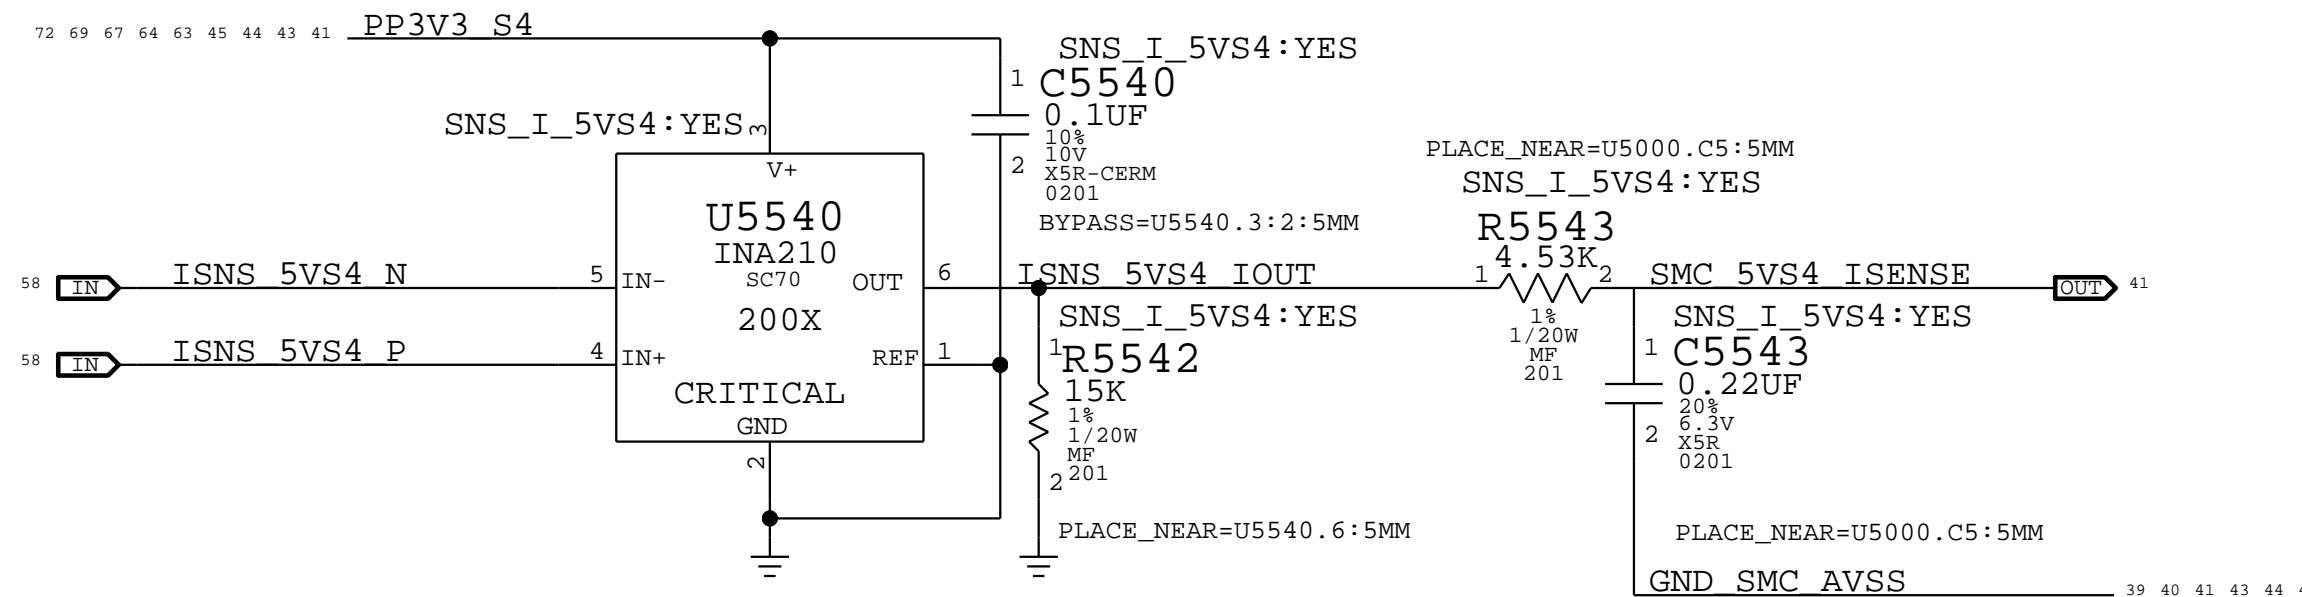 72 69 67 64 63 45 44 43 41 PP3V3_S4
SNS_I_5VS4:YES
1 C5540
0.1UF
10%
10V
2 X5R-CERM
0201
BYPASS=U5540.3:2:5MM
SNS_I_5VS4:YES 3
V+
U5540
INA210
SC70
200X
CRITICAL
GND
2
58 IN ISNS_5VS4_N 5 IN-
58 IN ISNS_5VS4_P 4 IN+
OUT 6 ISNS_5VS4_IOUT
REF 1
SNS_I_5VS4:YES
1 R5542
15K
1%
1/20W
MF
201
2
PLACE_NEAR=U5540.6:5MM
PLACE_NEAR=U5000.C5:5MM
SNS_I_5VS4:YES
R5543
4.53K
1 2
1%
1/20W
MF
201
SMC_5VS4_ISENSE OUT 41
SNS_I_5VS4:YES
1 C5543
0.22UF
20%
6.3V
2 X5R
0201
PLACE_NEAR=U5000.C5:5MM
GND_SMC_AVSS 39 40 41 43 44